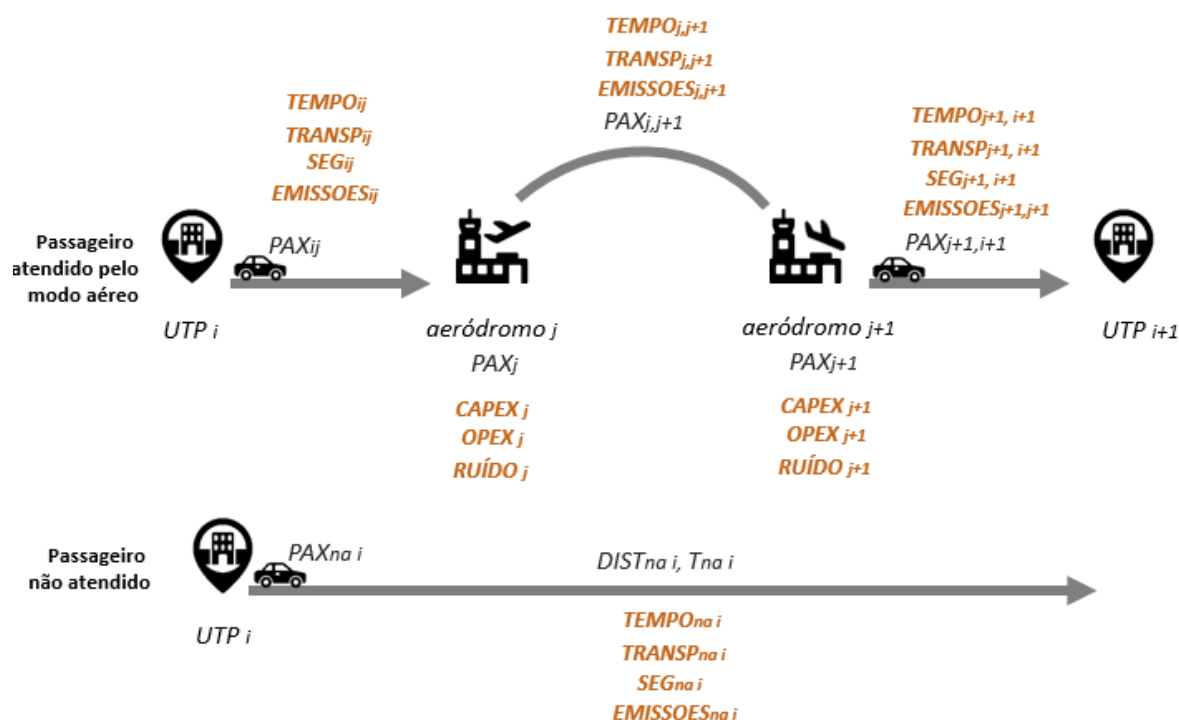 TEMPOj,j+1
TRANSPj,j+1
EMISSOESj,j+1
PAXj,j+1
TEMPOij
TRANSPij
SEGij
EMISSOESij
PAXij
TEMPOj+1, i+1
TRANSPj+1, i+1
SEGj+1, i+1
EMISSOESj+1,j+1
PAXj+1,i+1
Passageiro
atendido pelo
modo aéreo
UTP i
aeródromo j
PAXj
CAPEX j
OPEX j
RUÍDO j
aeródromo j+1
PAXj+1
CAPEX j+1
OPEX j+1
RUÍDO j+1
UTP i+1
Passageiro
não atendido
UTP i
PAXna i
DISTna i, Tna i
TEMPOna i
TRANSPna i
SEGna i
EMISSOESna i